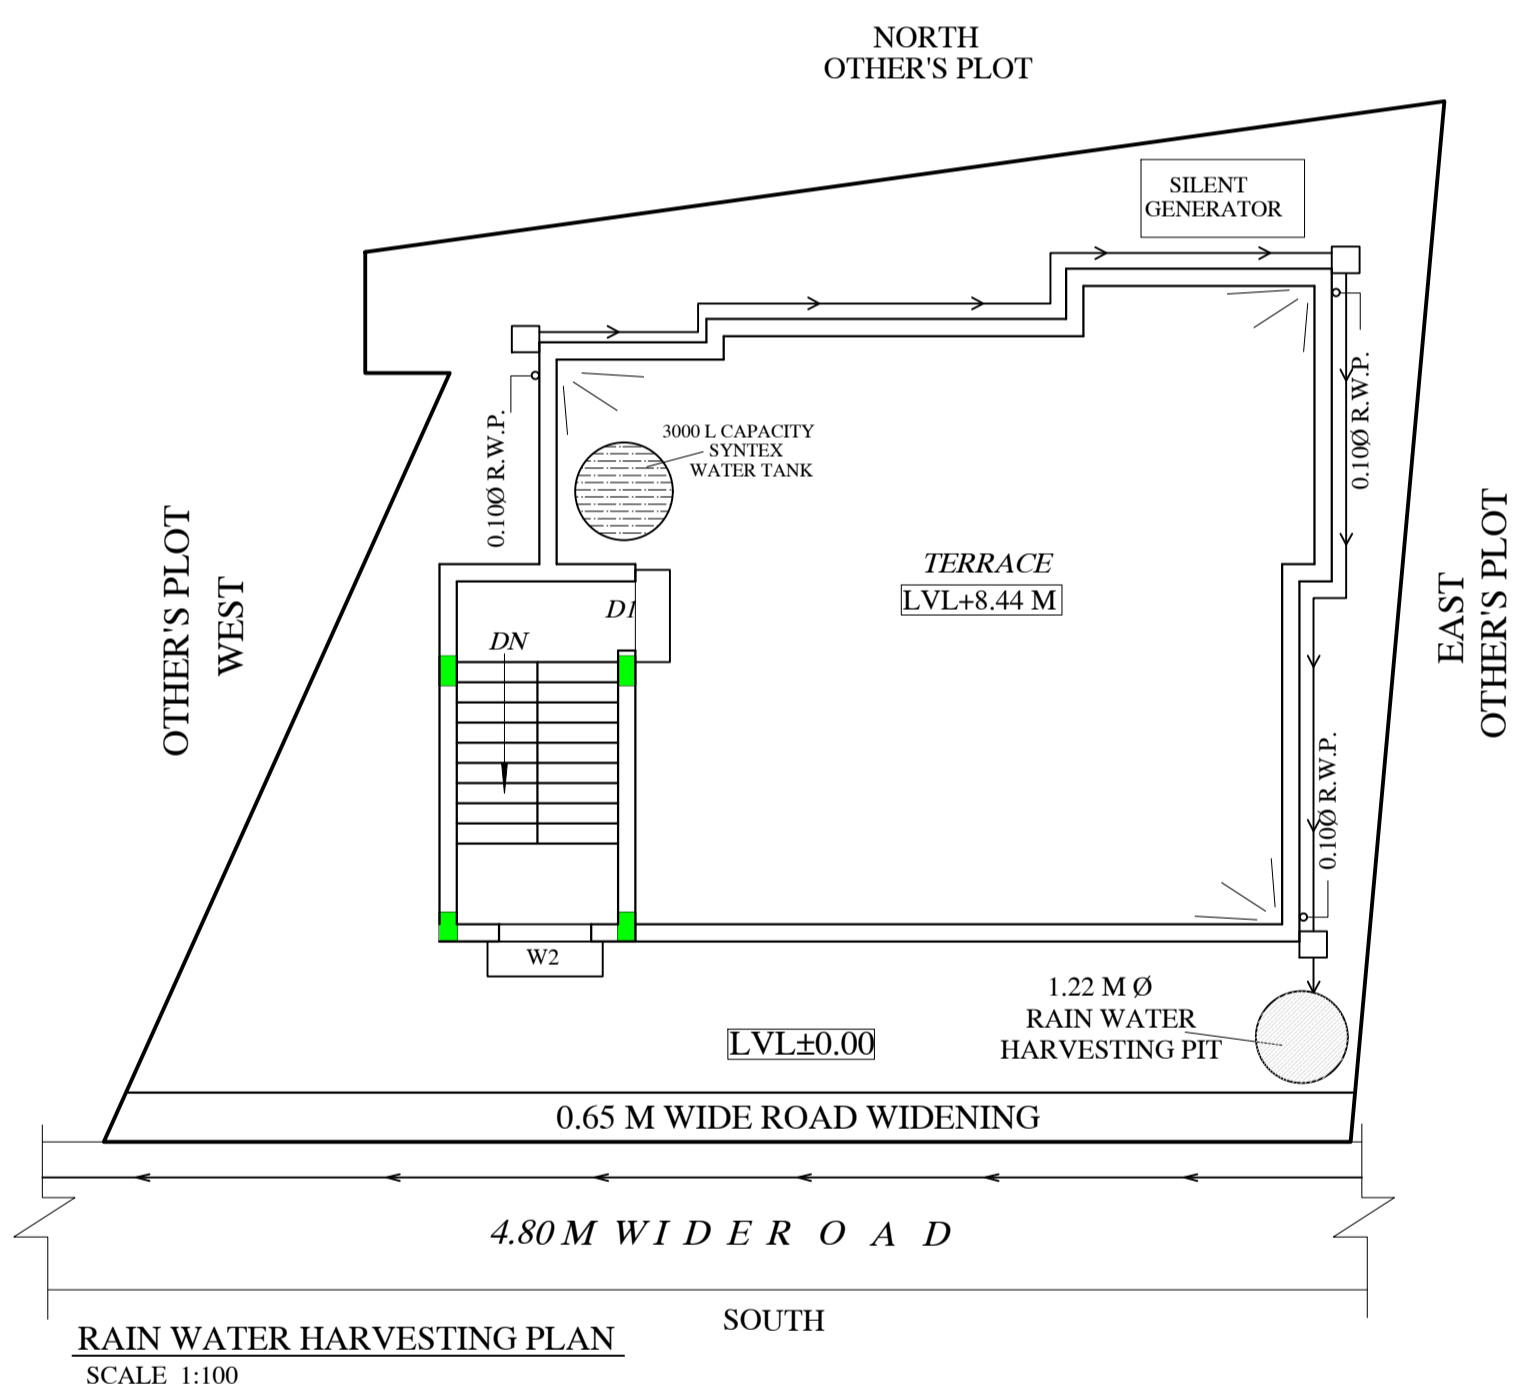 NORTH
OTHER'S PLOT
SILENT
GENERATOR
0.10Ø R.W.P.
0.10Ø R.W.P.
3000 L CAPACITY
SYNTEX
WATER TANK
OTHER'S PLOT
WEST
TERRACE
LVL+8.44 M
D1
DN
EAST
OTHER'S PLOT
0.10Ø R.W.P.
W2
1.22 M Ø
RAIN WATER
HARVESTING PIT
LVL±0.00
0.65 M WIDE ROAD WIDENING
4.80 M W I D E R O A D
SOUTH
RAIN WATER HARVESTING PLAN
SCALE 1:100